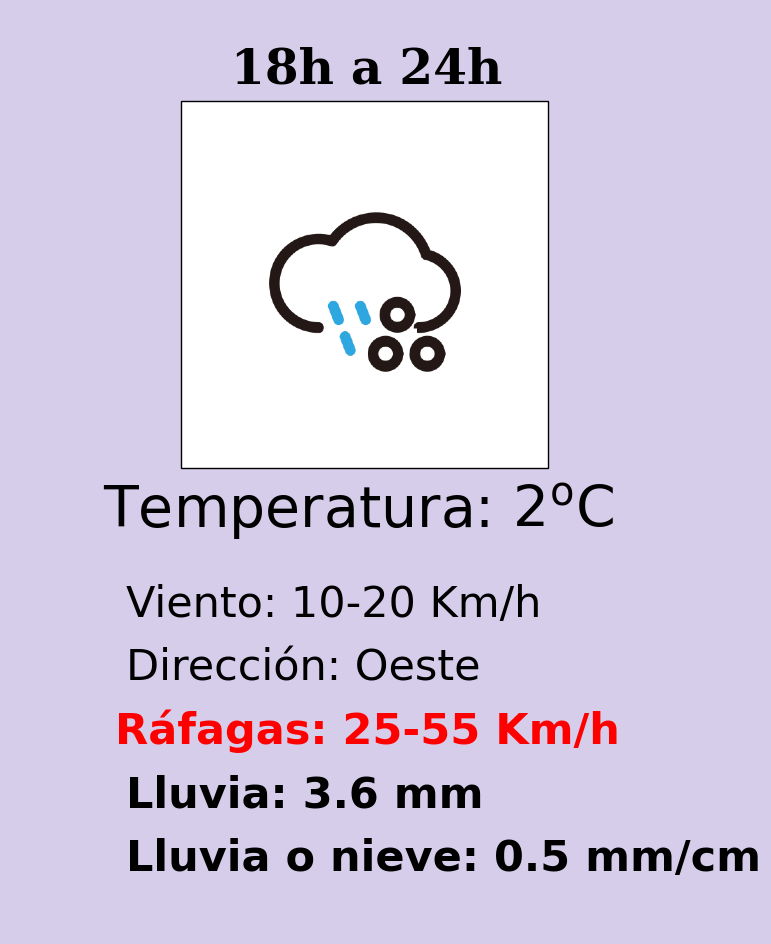 18h a 24h
Temperatura: 2ºC
Viento: 10-20 Km/h
Dirección: Oeste
Ráfagas: 25-55 Km/h
Lluvia: 3.6 mm
Lluvia o nieve: 0.5 mm/cm